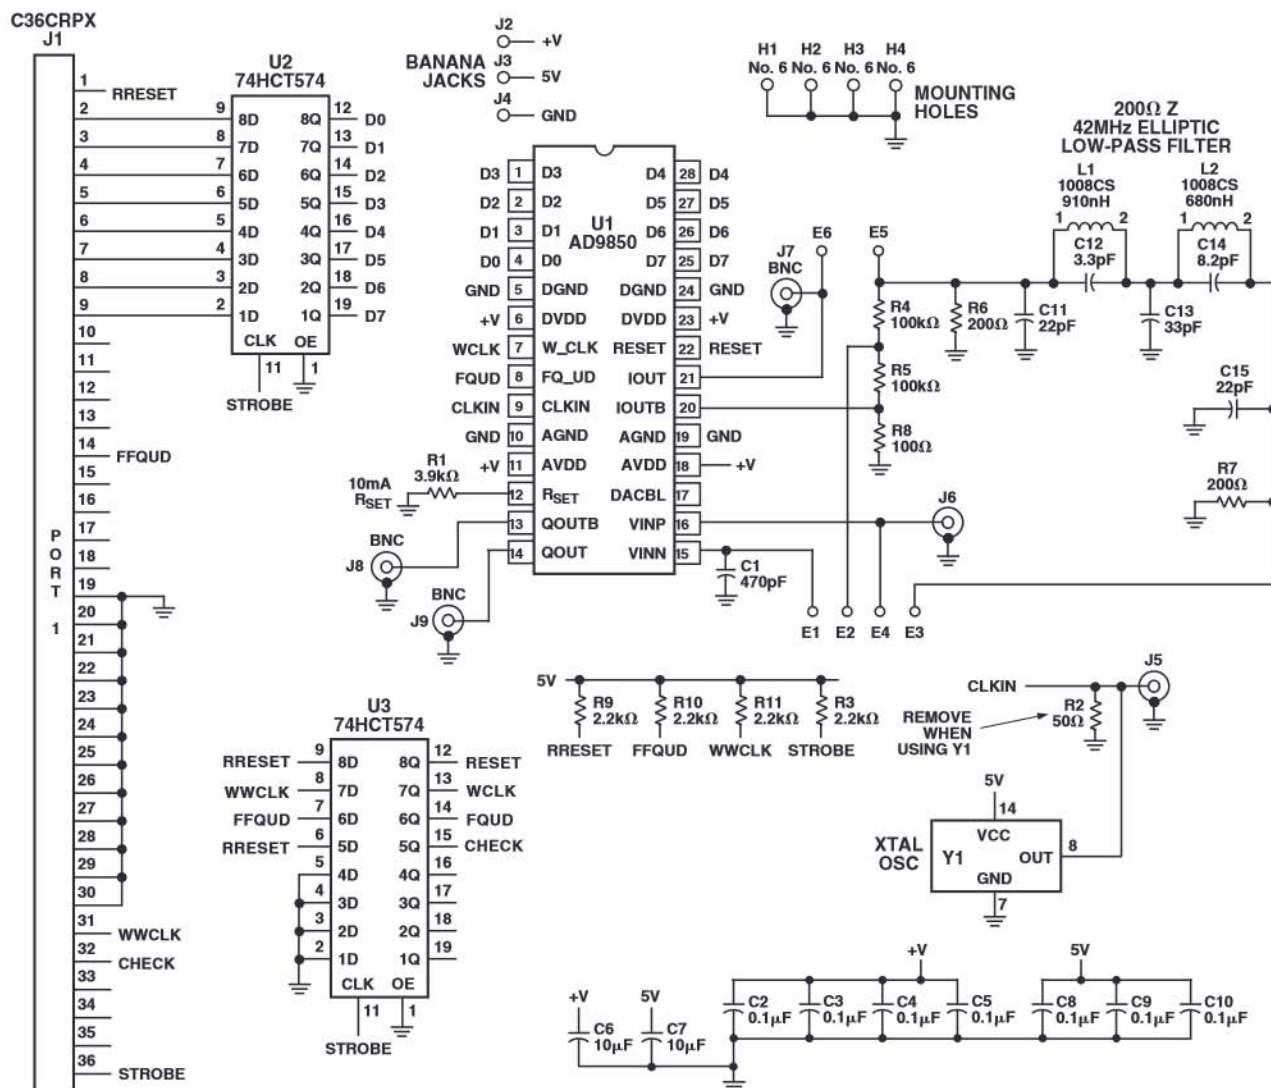 C36CRPX
J1
PORT 1
1 RRESET
2
3
4
5
6
7
8
9
10
11
12
13
14 FFQUD
15
16
17
18
19
20
21
22
23
24
25
26
27
28
29
30
31 WWCLK
32 CHECK
33
34
35
36 STROBE
U2
74HCT574
9 8D 8Q 12 D0
8 7D 7Q 13 D1
7 6D 6Q 14 D2
6 5D 5Q 15 D3
5 4D 4Q 16 D4
4 3D 3Q 17 D5
3 2D 2Q 18 D6
2 1D 1Q 19 D7
CLK OE
11 1
STROBE
BANANA
JACKS
J2 +V
J3 5V
J4 GND
H1 H2 H3 H4
No. 6 No. 6 No. 6 No. 6
MOUNTING
HOLES
U1
AD9850
D3 1 D3 D4 28 D4
D2 2 D2 D5 27 D5
D1 3 D1 D6 26 D6
D0 4 D0 D7 25 D7
GND 5 DGND DGND 24 GND
+V 6 DVDD DVDD 23 +V
WCLK 7 W_CLK RESET 22 RESET
FQUD 8 FQ_UD IOUT 21
CLKIN 9 CLKIN IOUTB 20
GND 10 AGND AGND 19 GND
+V 11 AVDD AVDD 18 +V
12 RSET DACBL 17
13 QOUTB VINP 16
14 QOUT VINN 15
R1
3.9kΩ
10mA
RSET
BNC
J8
BNC
J9
J7
BNC
E6
E5
R4
100kΩ
R5
100kΩ
R8
100Ω
R6
200Ω
C11
22pF
200Ω Z
42MHz ELLIPTIC
LOW-PASS FILTER
L1
1008CS
910nH
1 2
C12
3.3pF
L2
1008CS
680nH
1 2
C14
8.2pF
C13
33pF
C15
22pF
R7
200Ω
J6
C1
470pF
E1 E2 E4 E3
5V
R9
2.2kΩ
R10
2.2kΩ
R11
2.2kΩ
R3
2.2kΩ
RRESET FFQUD WWCLK STROBE
CLKIN
J5
R2
50Ω
REMOVE
WHEN
USING Y1
5V
14
VCC
XTAL
OSC
Y1
OUT 8
GND
7
U3
74HCT574
RRESET 9 8D 8Q 12 RESET
WWCLK 8 7D 7Q 13 WCLK
FFQUD 7 6D 6Q 14 FQUD
RRESET 6 5D 5Q 15 CHECK
5 4D 4Q 16
4 3D 3Q 17
3 2D 2Q 18
2 1D 1Q 19
CLK OE
11 1
STROBE
+V
C6
10µF
5V
C7
10µF
+V
C2
0.1µF
C3
0.1µF
C4
0.1µF
C5
0.1µF
5V
C8
0.1µF
C9
0.1µF
C10
0.1µF